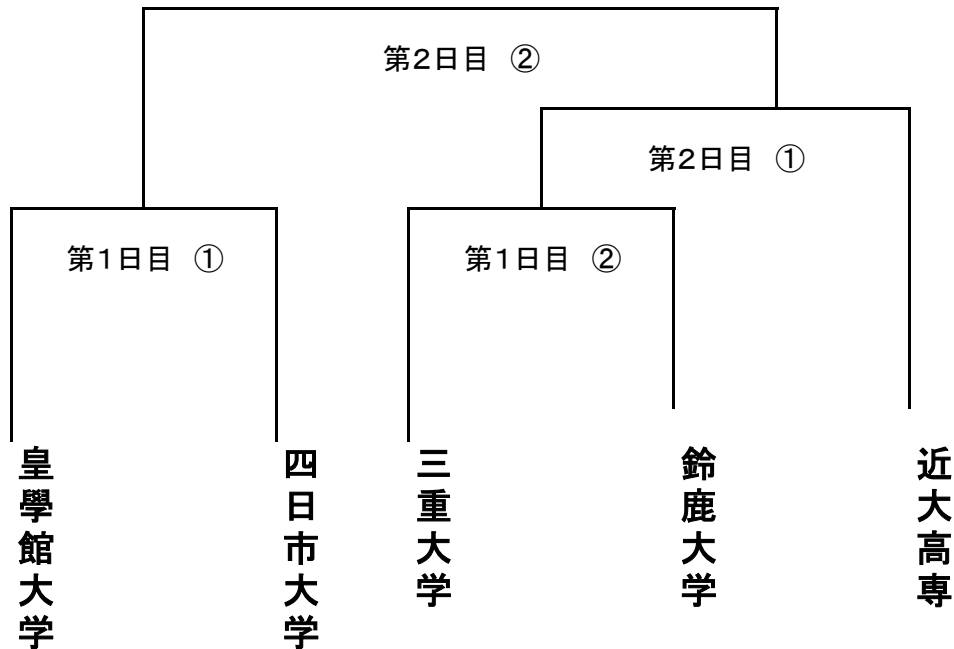 第2日目 ②
第2日目 ①
第1日目 ①
第1日目 ②
皇學館大学
四日市大学
三重大学
鈴鹿大学
近大高専